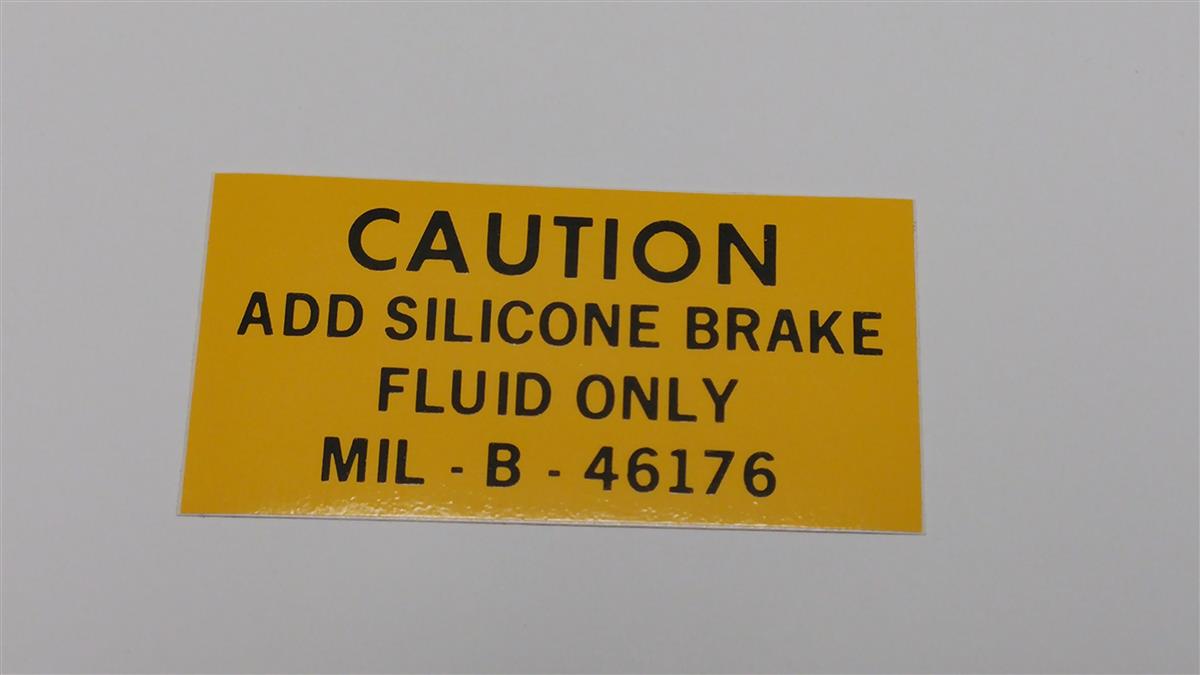 CAUTION
ADD SILICONE BRAKE
FLUID ONLY
MIL - B - 46176